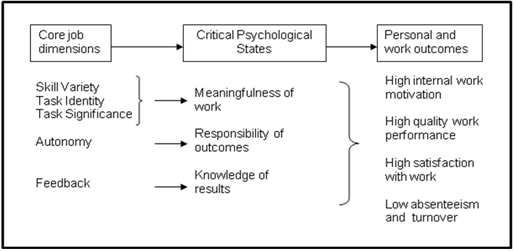 Core job
dimensions
Critical Psychological
States
Personal and
work outcomes
Skill Variety
Task Identity
Task Significance
Autonomy
Feedback
Meaningfulness of
work
Responsibility of
outcomes
Knowledge of
results
High internal work
motivation
High quality work
performance
High satisfaction
with work
Low absenteeism
and turnover